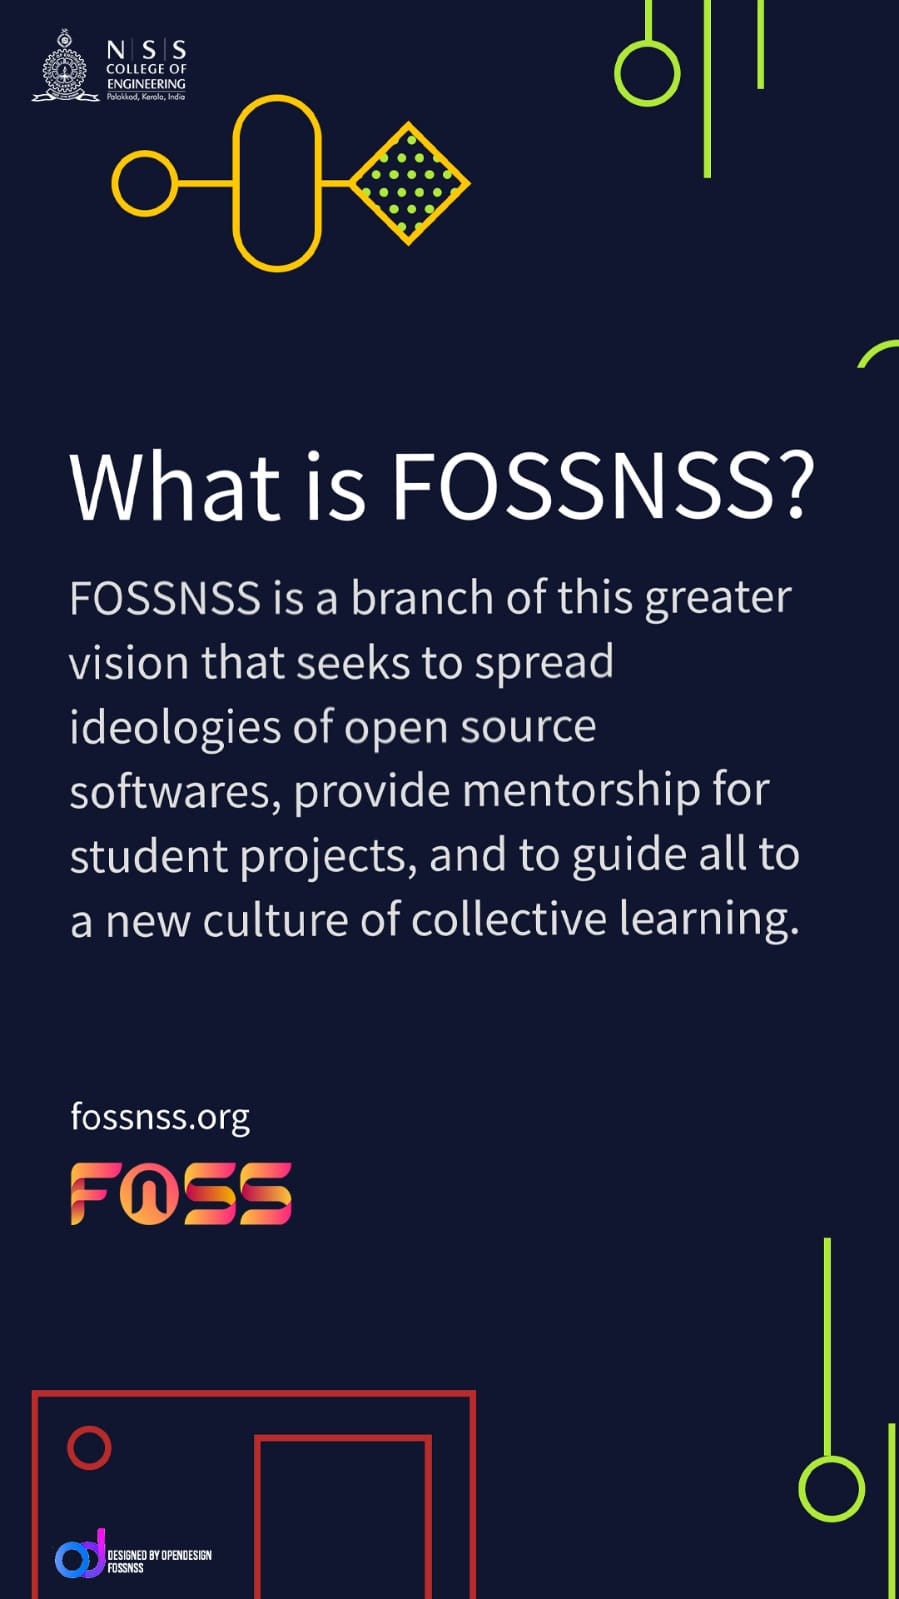 N|S|S
COLLEGE OF
ENGINEERING
Palakkad, Kerala, India
What is FOSSNSS?
FOSSNSS is a branch of this greater
vision that seeks to spread
ideologies of open source
softwares, provide mentorship for
student projects, and to guide all to
a new culture of collective learning.
fossnss.org
FOSS
od DESIGNED BY OPENDESIGN
FOSSNSS